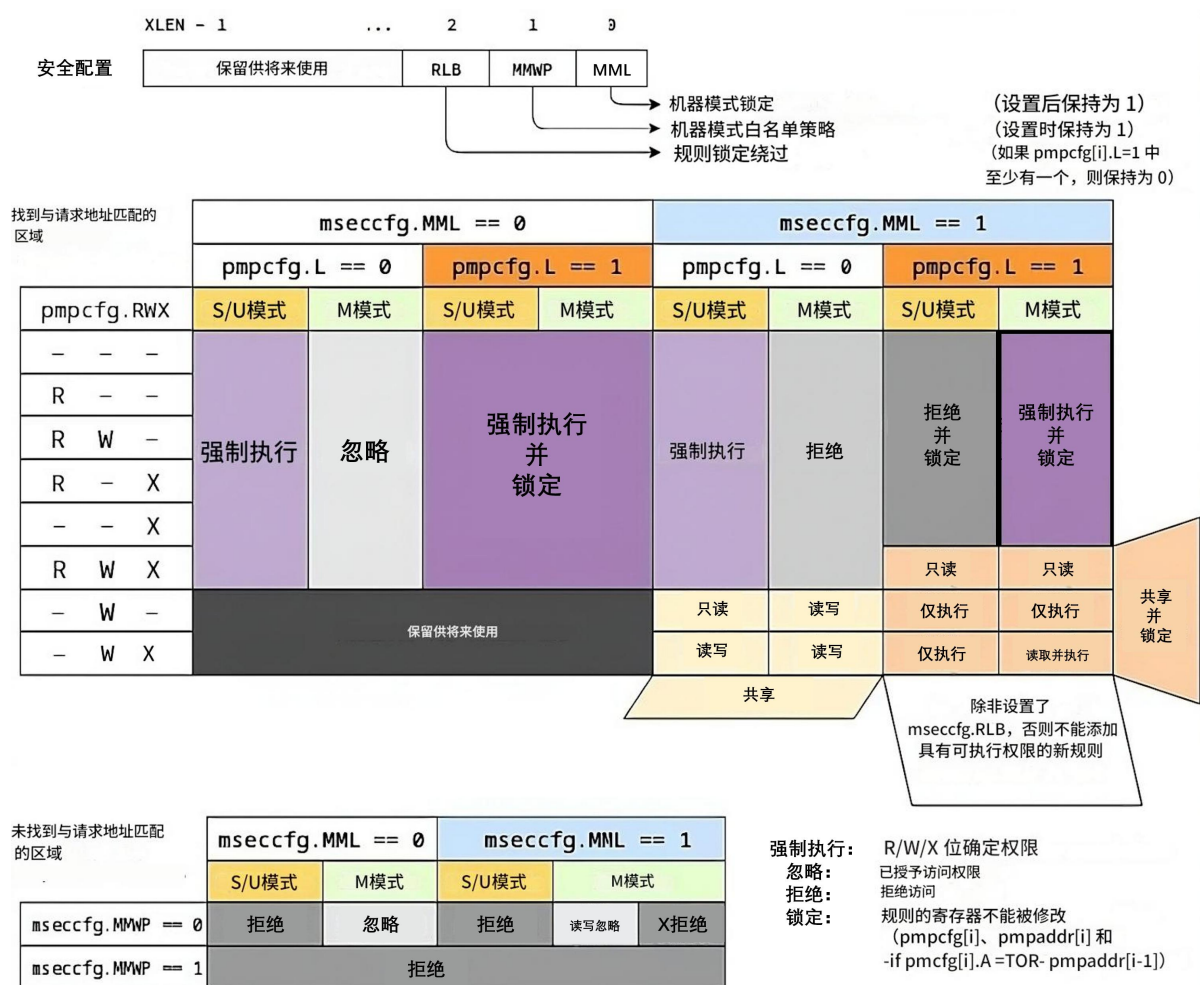 XLEN - 1 ... 2 1 0
安全配置 保留供将来使用 RLB MMWP MML
机器模式锁定 (设置后保持为 1)
机器模式白名单策略 (设置时保持为 1)
规则锁定绕过 (如果 pmpcfg[i].L=1 中
至少有一个，则保持为 0)
找到与请求地址匹配的
区域
mseccfg.MML == 0 mseccfg.MML == 1
pmpcfg.L == 0 pmpcfg.L == 1 pmpcfg.L == 0 pmpcfg.L == 1
pmpcfg.RWX S/U模式 M模式 S/U模式 M模式 S/U模式 M模式 S/U模式 M模式
- - -
R - -
R W -
R - X
- - X
R W X
- W -
- W X
强制执行
忽略
强制执行
并
锁定
强制执行
拒绝
拒绝
并
锁定
强制执行
并
锁定
只读 只读
保留供将来使用
只读 读写 仅执行 仅执行
读写 读写 仅执行 读取并执行
共享
并
锁定
共享
除非设置了
mseccfg.RLB，否则不能添加
具有可执行权限的新规则
未找到与请求地址匹配
的区域
mseccfg.MML == 0 mseccfg.MNL == 1
S/U模式 M模式 S/U模式 M模式
mseccfg.MMWP == 0 拒绝 忽略 拒绝 读写忽略 X拒绝
mseccfg.MMWP == 1 拒绝
强制执行： R/W/X 位确定权限
忽略： 已授予访问权限
拒绝： 拒绝访问
锁定： 规则的寄存器不能被修改
（pmpcfg[i]、pmpaddr[i] 和
-if pmcfg[i].A =TOR- pmpaddr[i-1]）